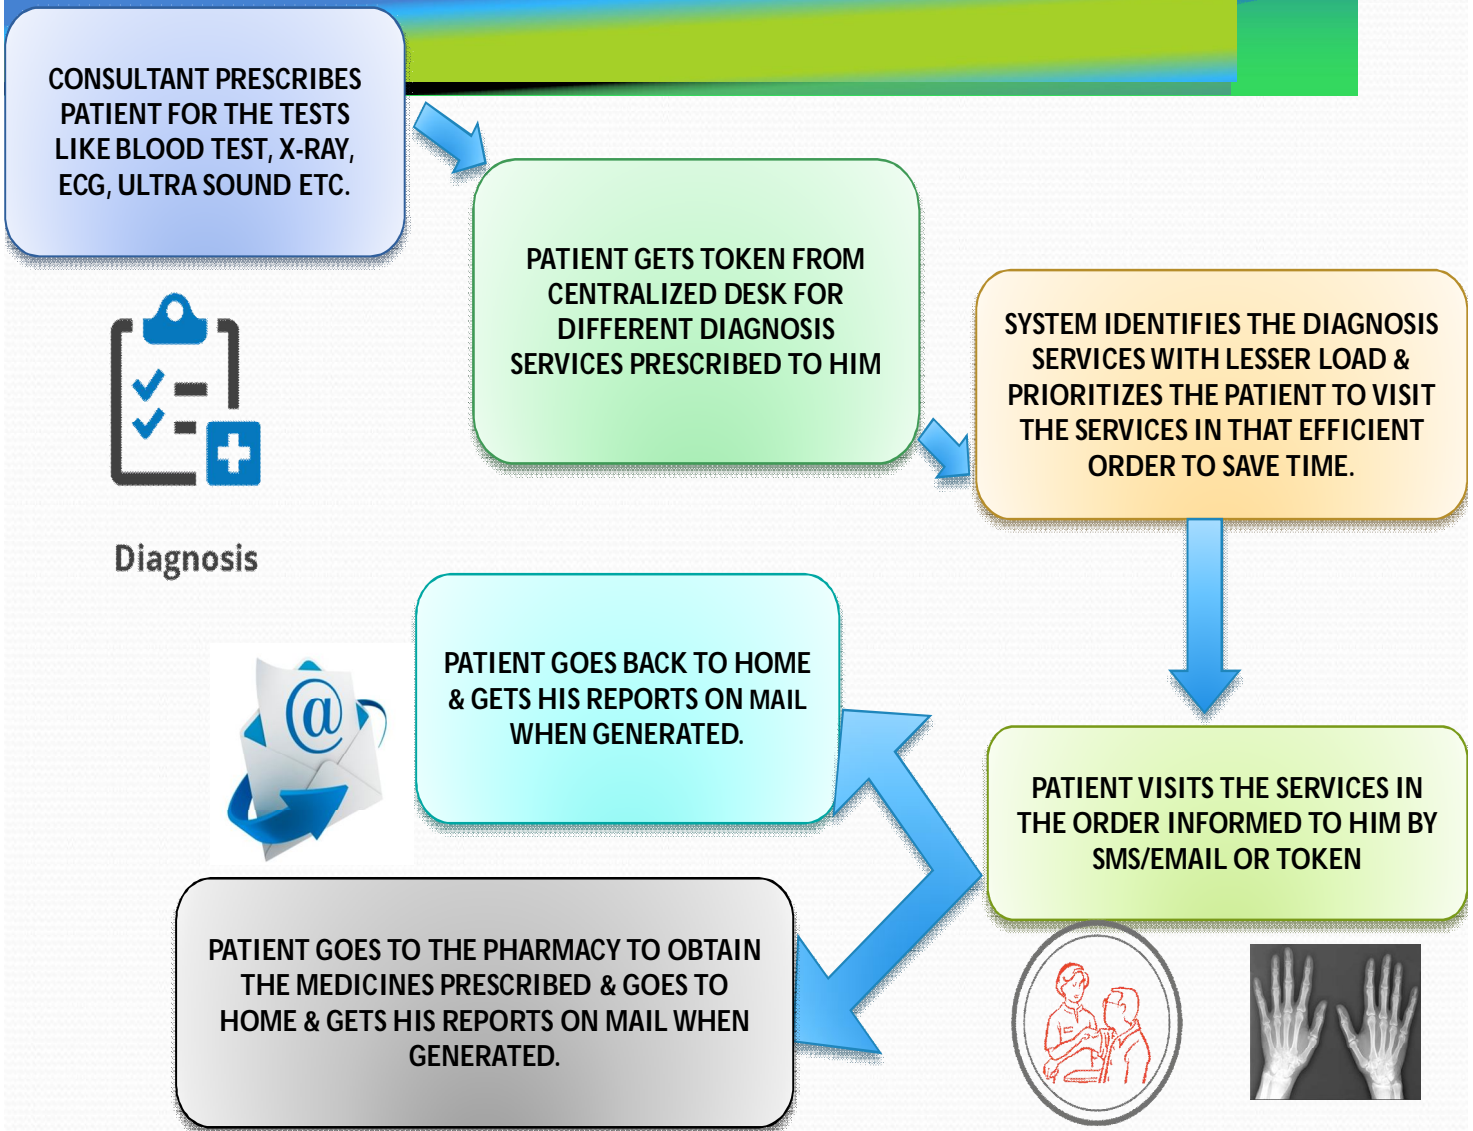 CONSULTANT PRESCRIBES
PATIENT FOR THE TESTS
LIKE BLOOD TEST, X-RAY,
ECG, ULTRA SOUND ETC.
PATIENT GETS TOKEN FROM
CENTRALIZED DESK FOR
DIFFERENT DIAGNOSIS
SERVICES PRESCRIBED TO HIM
SYSTEM IDENTIFIES THE DIAGNOSIS
SERVICES WITH LESSER LOAD &
PRIORITIZES THE PATIENT TO VISIT
THE SERVICES IN THAT EFFICIENT
ORDER TO SAVE TIME.
Diagnosis
PATIENT VISITS THE SERVICES IN
THE ORDER INFORMED TO HIM BY
SMS/EMAIL OR TOKEN
PATIENT GOES BACK TO HOME
& GETS HIS REPORTS ON MAIL
WHEN GENERATED.
@
PATIENT GOES TO THE PHARMACY TO OBTAIN
THE MEDICINES PRESCRIBED & GOES TO
HOME & GETS HIS REPORTS ON MAIL WHEN
GENERATED.